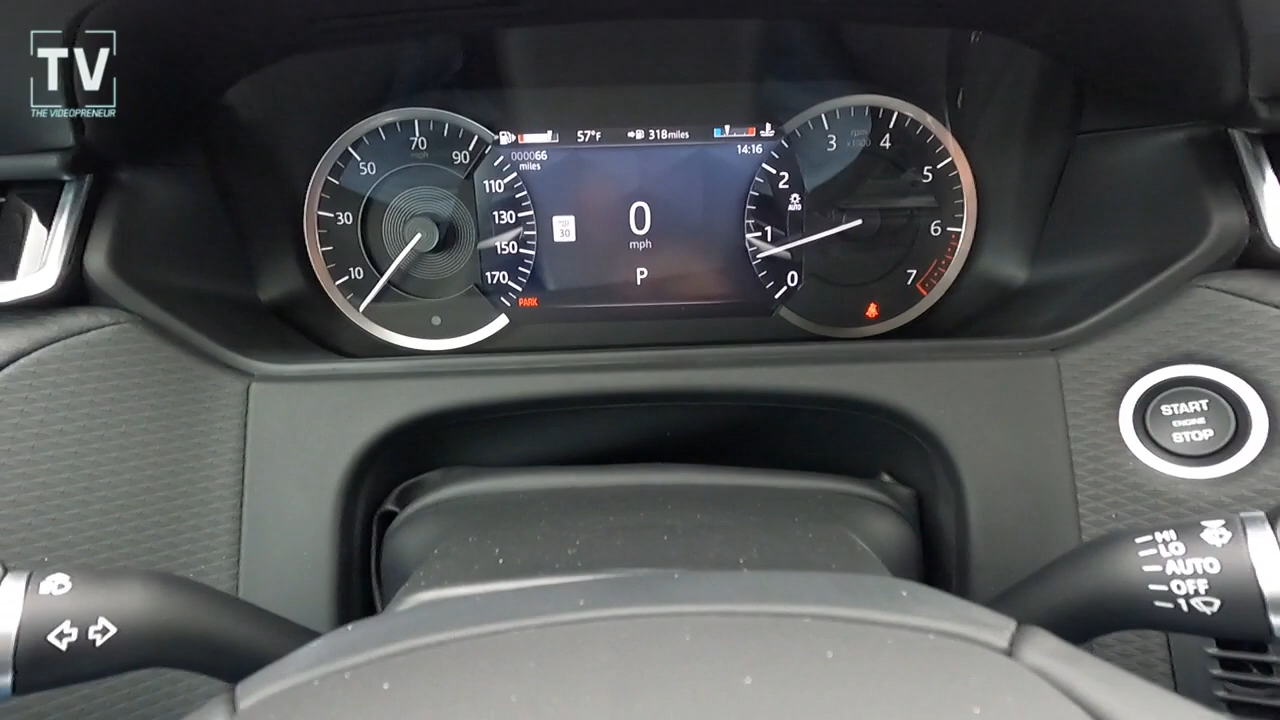 TV
THE VIDEOPRENEUR
57°F
318miles
000066
miles
14:16
10
30
50
70
mph
90
110
130
150
170
30
0
mph
P
PARK
0
1
2
3
4
5
6
7
rpm
x1000
AUTO
START
ENGINE
STOP
HI
LO
AUTO
OFF
1